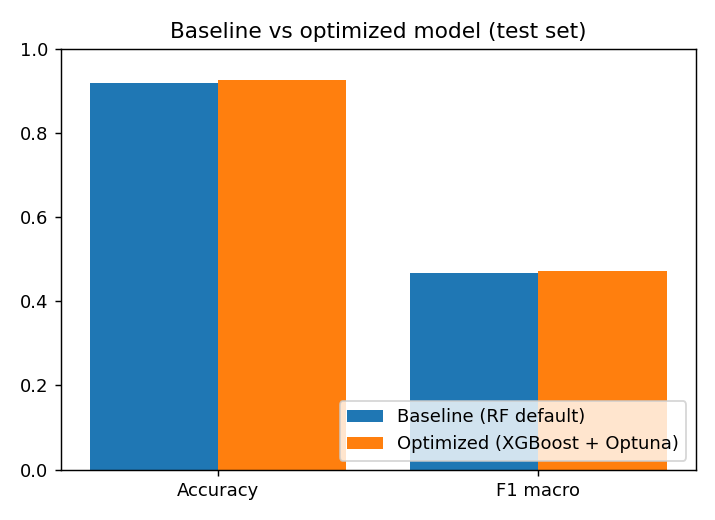 Baseline vs optimized model (test set)
1.0
0.8
0.6
0.4
0.2
0.0
Baseline (RF default)
Optimized (XGBoost + Optuna)
Accuracy
F1 macro